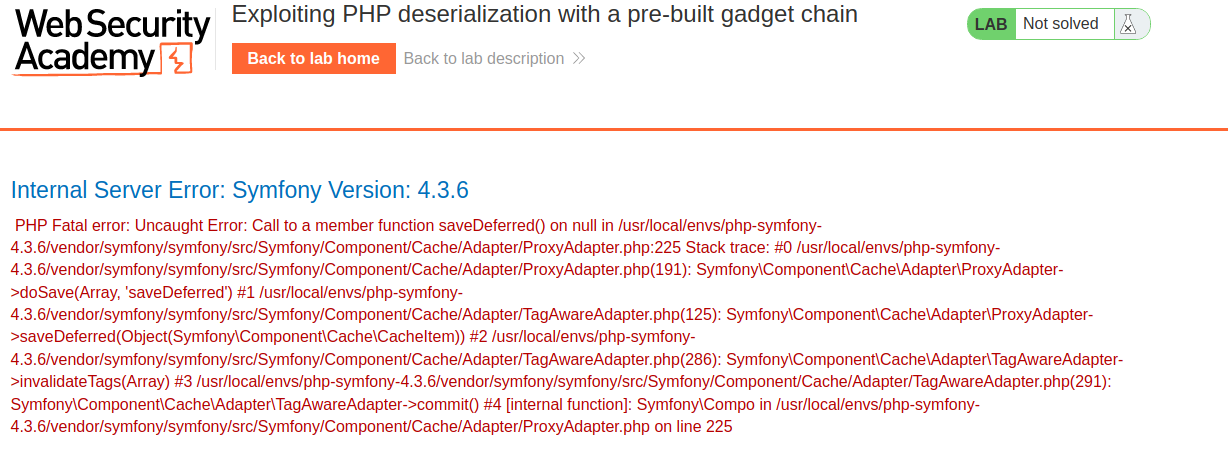 Web Security
Academy
Exploiting PHP deserialization with a pre-built gadget chain
Back to lab home
Back to lab description
LAB
Not solved
Internal Server Error: Symfony Version: 4.3.6
PHP Fatal error: Uncaught Error: Call to a member function saveDeferred() on null in /usr/local/envs/php-symfony-
4.3.6/vendor/symfony/symfony/src/Symfony/Component/Cache/Adapter/ProxyAdapter.php:225 Stack trace: #0 /usr/local/envs/php-symfony-
4.3.6/vendor/symfony/symfony/src/Symfony/Component/Cache/Adapter/ProxyAdapter.php(191): Symfony\Component\Cache\Adapter\ProxyAdapter-
>doSave(Array, 'saveDeferred') #1 /usr/local/envs/php-symfony-
4.3.6/vendor/symfony/symfony/src/Symfony/Component/Cache/Adapter/TagAwareAdapter.php(125): Symfony\Component\Cache\Adapter\ProxyAdapter-
>saveDeferred(Object(Symfony\Component\Cache\CacheItem)) #2 /usr/local/envs/php-symfony-
4.3.6/vendor/symfony/symfony/src/Symfony/Component/Cache/Adapter/TagAwareAdapter.php(286): Symfony\Component\Cache\Adapter\TagAwareAdapter-
>invalidateTags(Array) #3 /usr/local/envs/php-symfony-4.3.6/vendor/symfony/symfony/src/Symfony/Component/Cache/Adapter/TagAwareAdapter.php(291):
Symfony\Component\Cache\Adapter\TagAwareAdapter->commit() #4 [internal function]: Symfony\Compo in /usr/local/envs/php-symfony-
4.3.6/vendor/symfony/symfony/src/Symfony/Component/Cache/Adapter/ProxyAdapter.php on line 225